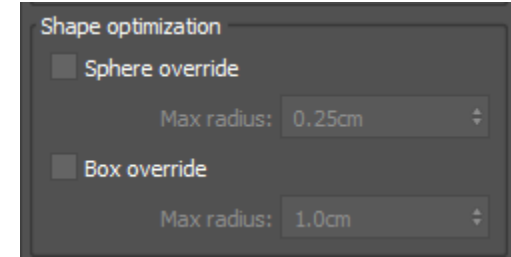 Shape optimization
Sphere override
Max radius: 0.25cm
Box override
Max radius: 1.0cm